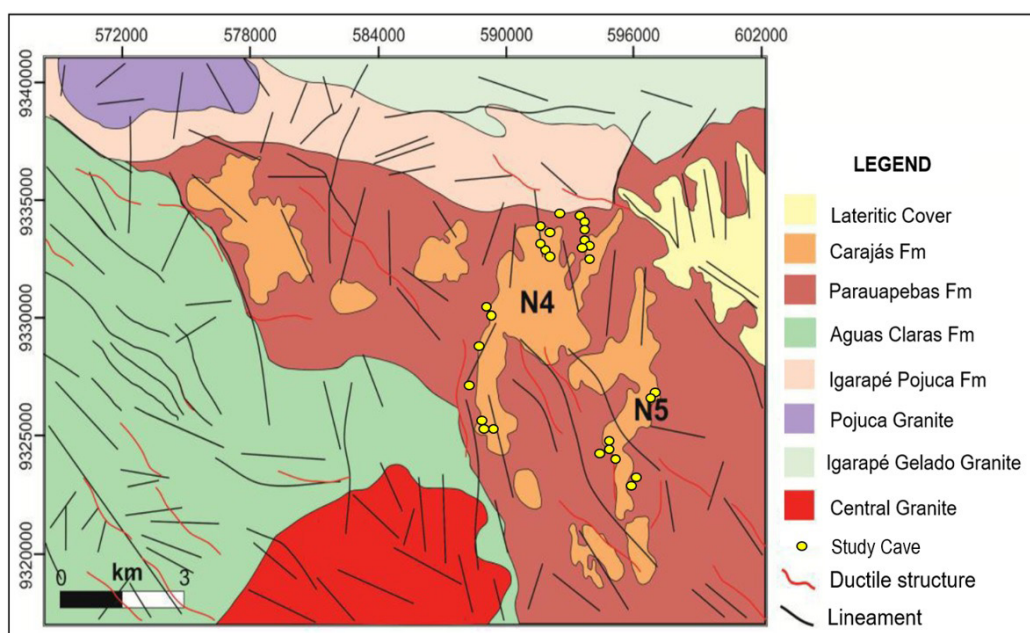 572000 578000 584000 590000 596000 602000
9340000
9335000
9330000
9325000
9320000
N4
N5
0 km 3
LEGEND
Lateritic Cover
Carajás Fm
Parauapebas Fm
Aguas Claras Fm
Igarapé Pojuca Fm
Pojuca Granite
Igarapé Gelado Granite
Central Granite
Study Cave
Ductile structure
Lineament